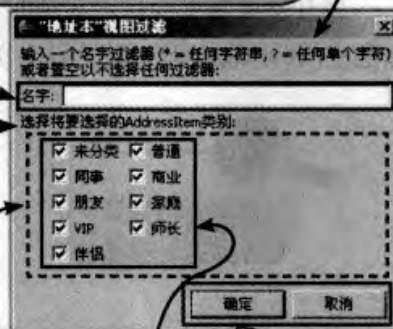 "地址本"视图过滤
输入一个名字过滤器(* = 任何字符串, ? = 任何单个字符)
或者置空以不选择任何过滤器:
名字:
选择将要选择的AddressItem类别:
未分类 普通
同事 商业
朋友 家庭
VIP 师长
伴侣
确定 取消